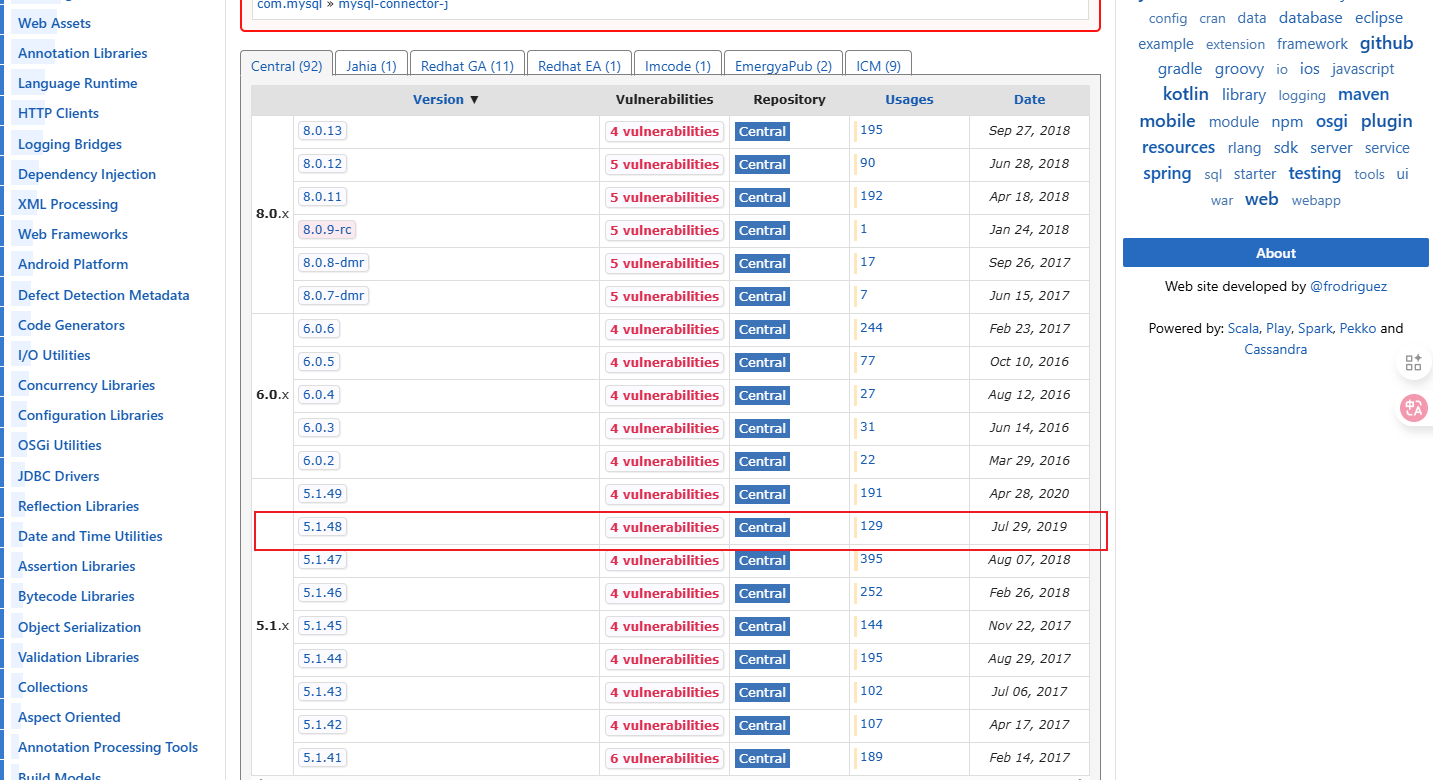 com.mysql » mysql-connector-j
Web Assets
Annotation Libraries
Language Runtime
HTTP Clients
Logging Bridges
Dependency Injection
XML Processing
Web Frameworks
Android Platform
Defect Detection Metadata
Code Generators
I/O Utilities
Concurrency Libraries
Configuration Libraries
OSGi Utilities
JDBC Drivers
Reflection Libraries
Date and Time Utilities
Assertion Libraries
Bytecode Libraries
Object Serialization
Validation Libraries
Collections
Aspect Oriented
Annotation Processing Tools
Build Models
Central (92) Jahia (1) Redhat GA (11) Redhat EA (1) Imcode (1) EmergyaPub (2) ICM (9)
Version ▼ Vulnerabilities Repository Usages Date
8.0.13 4 vulnerabilities Central 195 Sep 27, 2018
8.0.12 5 vulnerabilities Central 90 Jun 28, 2018
8.0.11 5 vulnerabilities Central 192 Apr 18, 2018
8.0.x
8.0.9-rc 5 vulnerabilities Central 1 Jan 24, 2018
8.0.8-dmr 5 vulnerabilities Central 17 Sep 26, 2017
8.0.7-dmr 5 vulnerabilities Central 7 Jun 15, 2017
6.0.6 4 vulnerabilities Central 244 Feb 23, 2017
6.0.5 4 vulnerabilities Central 77 Oct 10, 2016
6.0.x 6.0.4 4 vulnerabilities Central 27 Aug 12, 2016
6.0.3 4 vulnerabilities Central 31 Jun 14, 2016
6.0.2 4 vulnerabilities Central 22 Mar 29, 2016
5.1.49 4 vulnerabilities Central 191 Apr 28, 2020
5.1.48 4 vulnerabilities Central 129 Jul 29, 2019
5.1.47 4 vulnerabilities Central 395 Aug 07, 2018
5.1.46 4 vulnerabilities Central 252 Feb 26, 2018
5.1.x 5.1.45 4 vulnerabilities Central 144 Nov 22, 2017
5.1.44 4 vulnerabilities Central 195 Aug 29, 2017
5.1.43 4 vulnerabilities Central 102 Jul 06, 2017
5.1.42 4 vulnerabilities Central 107 Apr 17, 2017
5.1.41 6 vulnerabilities Central 189 Feb 14, 2017
config cran data database eclipse
example extension framework github
gradle groovy io ios javascript
kotlin library logging maven
mobile module npm osgi plugin
resources rlang sdk server service
spring sql starter testing tools ui
war web webapp
About
Web site developed by @frodriguez
Powered by: Scala, Play, Spark, Pekko and
Cassandra
中 A